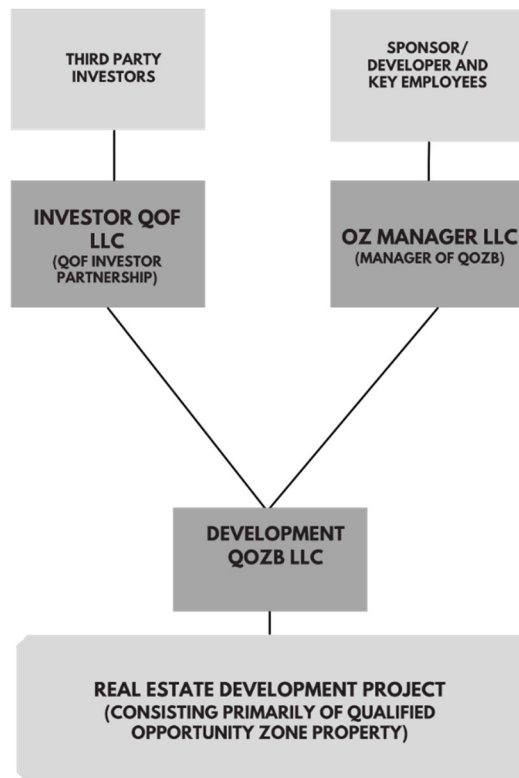 THIRD PARTY
INVESTORS
SPONSOR/
DEVELOPER AND
KEY EMPLOYEES
INVESTOR QOF
LLC
(QOF INVESTOR
PARTNERSHIP)
OZ MANAGER LLC
(MANAGER OF QOZB)
DEVELOPMENT
QOZB LLC
REAL ESTATE DEVELOPMENT PROJECT
(CONSISTING PRIMARILY OF QUALIFIED
OPPORTUNITY ZONE PROPERTY)